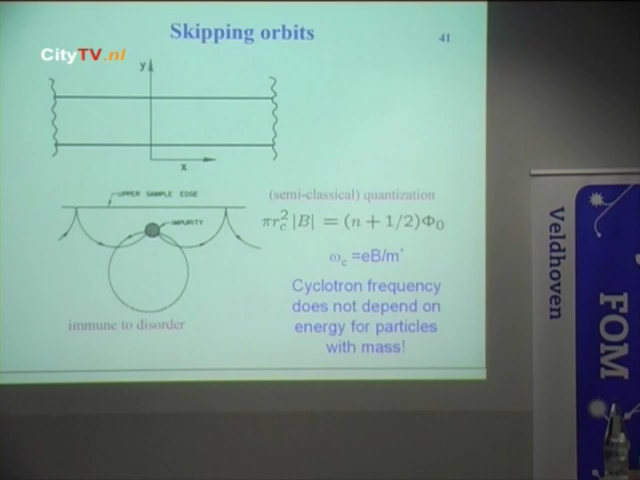 Skipping orbits
41
CityTV.nl
y
x
UPPER SAMPLE EDGE
IMPURITY
immune to disorder
(semi-classical) quantization
πr_c^2|B| = (n + 1/2)Φ_0
ω_c =eB/m*
Cyclotron frequency
does not depend on
energy for particles
with mass!
Veldhoven
FOM